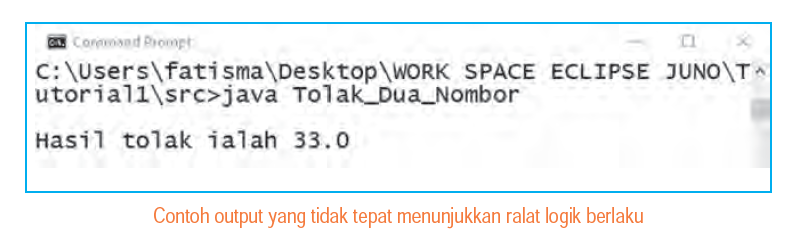 Command Prompt
C:\Users\fatisma\Desktop\WORK SPACE ECLIPSE JUNO\T
utorial1\src>java Tolak_Dua_Nombor
Hasil tolak ialah 33.0
Contoh output yang tidak tepat menunjukkan ralat logik berlaku